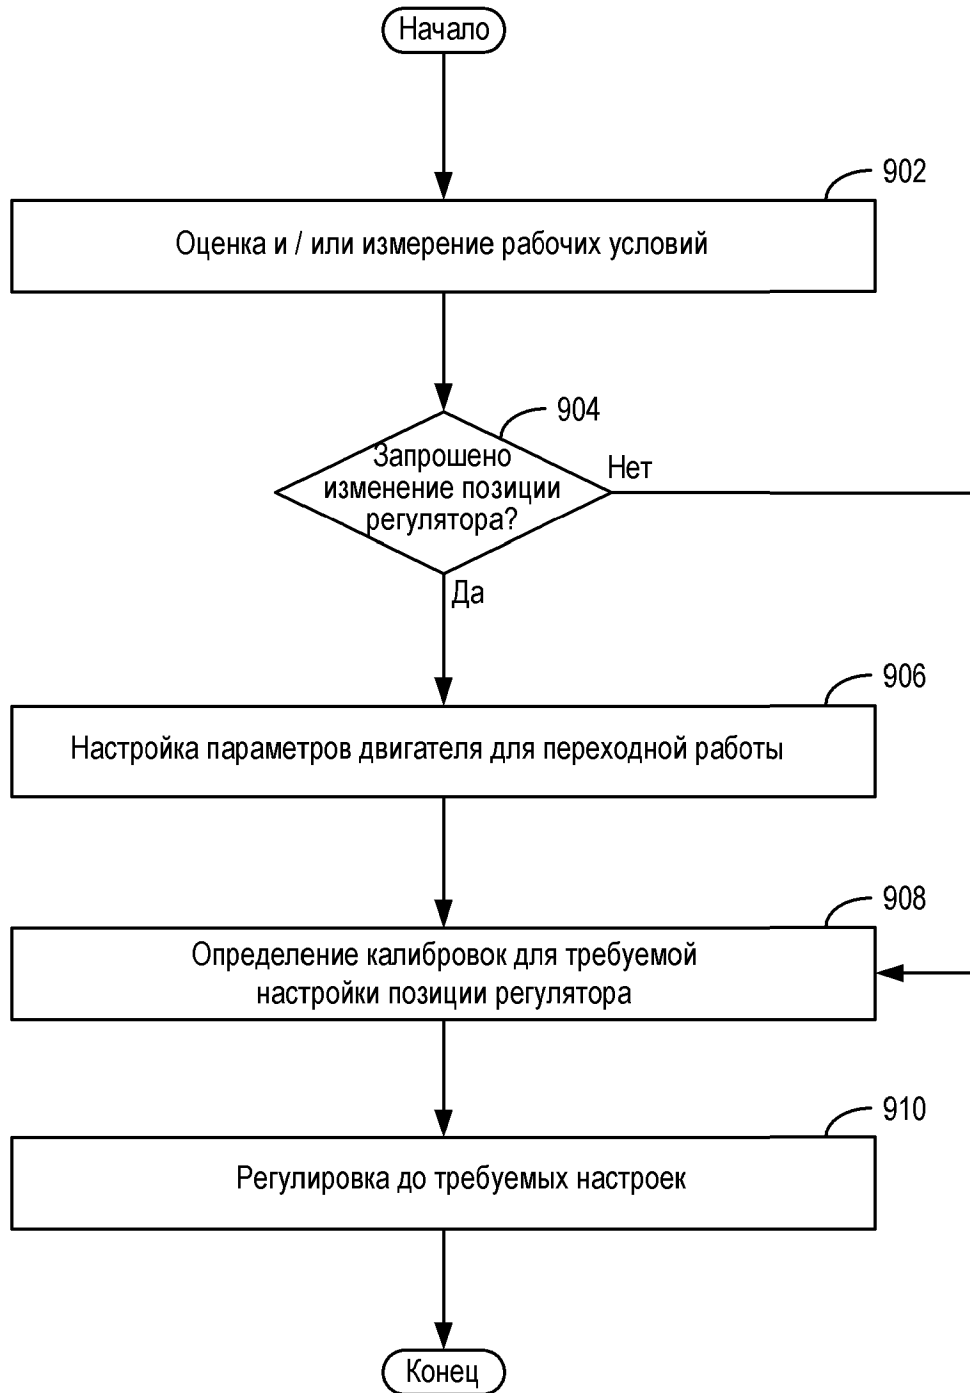 Начало
902
Оценка и / или измерение рабочих условий
904
Запрошено
изменение позиции
регулятора?
Нет
Да
906
Настройка параметров двигателя для переходной работы
908
Определение калибровок для требуемой
настройки позиции регулятора
910
Регулировка до требуемых настроек
Конец